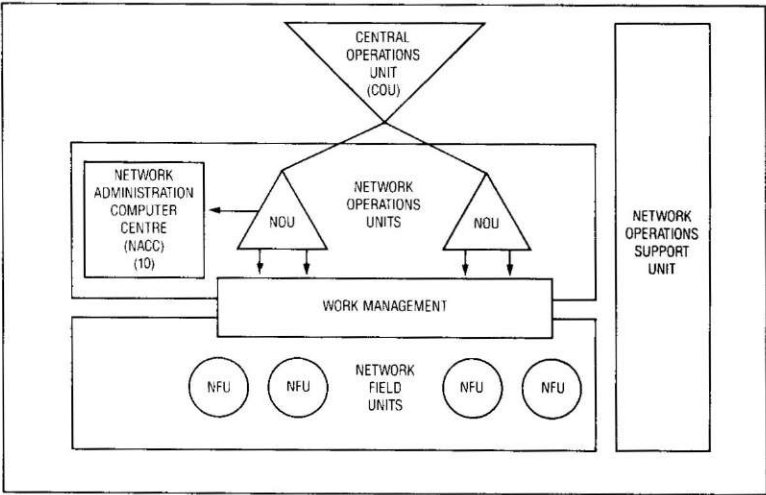 CENTRAL
OPERATIONS
UNIT
(COU)
NETWORK
ADMINISTRATION
COMPUTER
CENTRE
(NACC)
(10)
NOU
NETWORK
OPERATIONS
UNITS
NOU
NETWORK
OPERATIONS
SUPPORT
UNIT
WORK MANAGEMENT
NFU
NFU
NETWORK
FIELD
UNITS
NFU
NFU